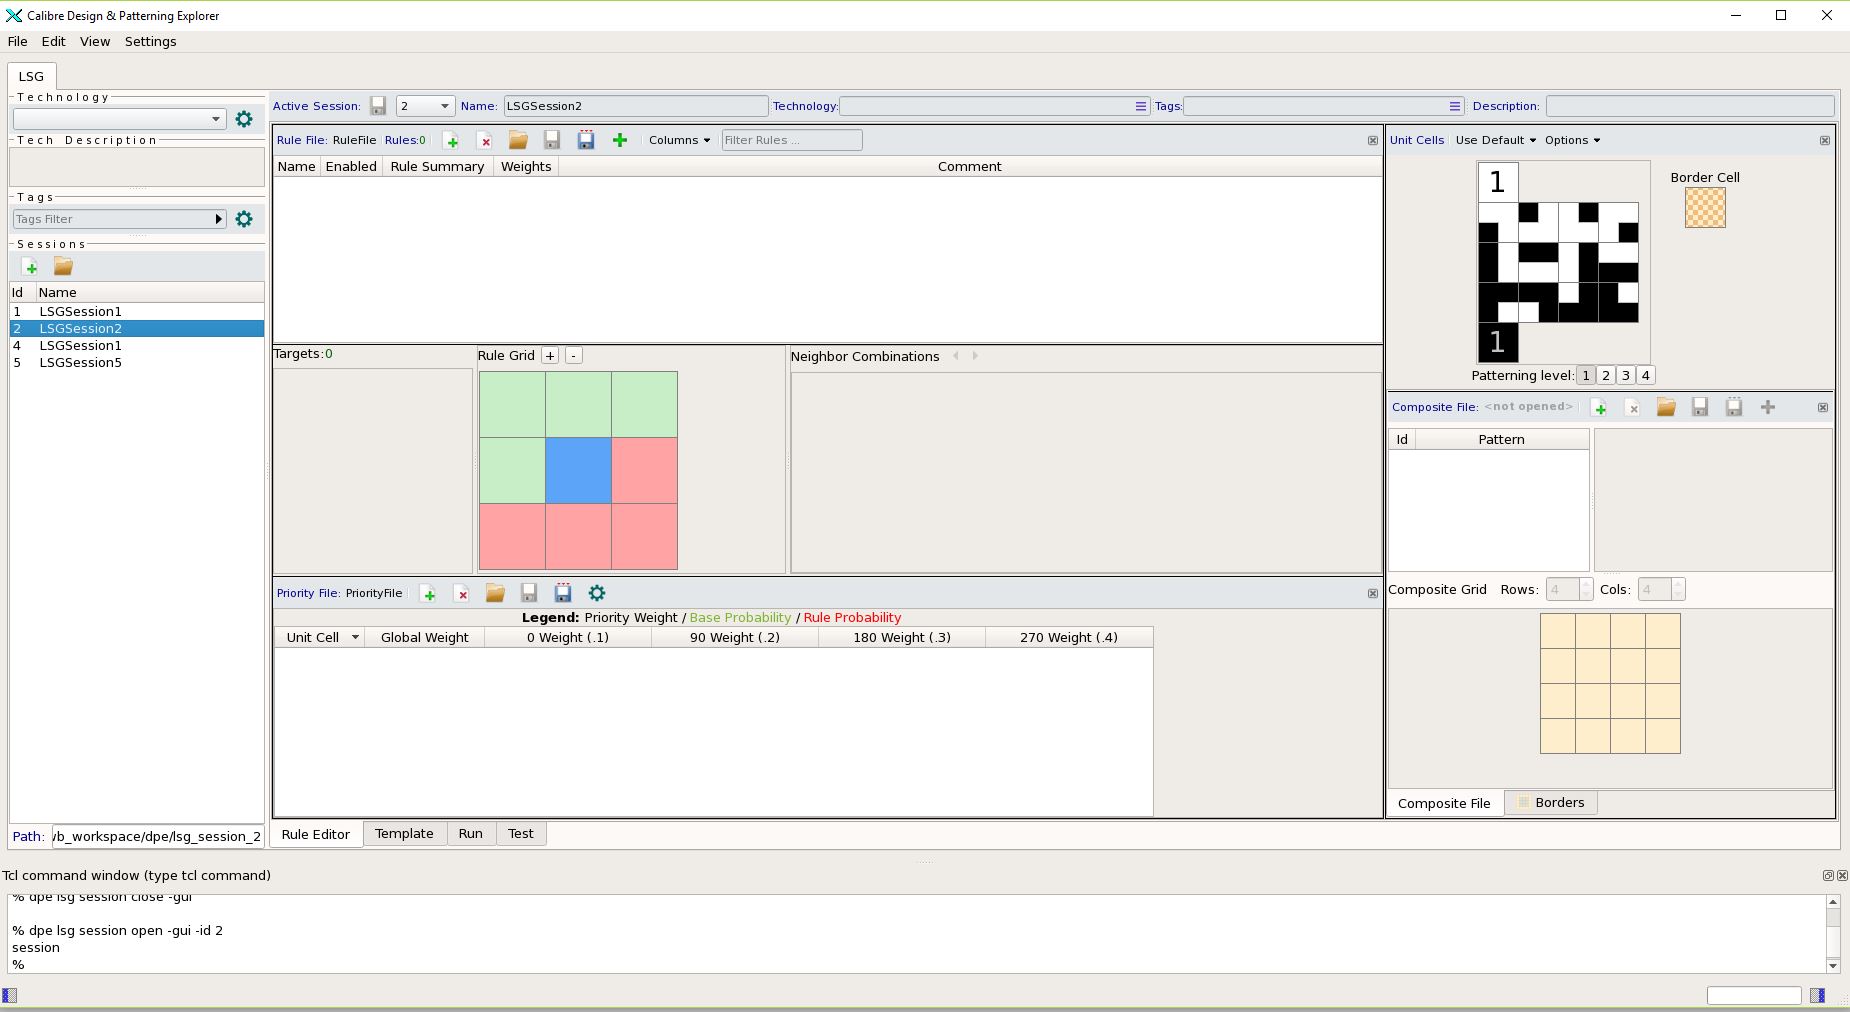 Calibre Design & Patterning Explorer
File Edit View Settings
LSG
Technology
Tech Description
Tags
Tags Filter
Sessions
Id Name
1 LSGSession1
2 LSGSession2
4 LSGSession1
5 LSGSession5
Path: /b_workspace/dpe/lsg_session_2
Active Session: 2 Name: LSGSession2 Technology: Tags: Description:
Rule File: RuleFile Rules:0 Columns Filter Rules ...
Name Enabled Rule Summary Weights Comment
Targets:0 Rule Grid + - Neighbor Combinations
Priority File: PriorityFile
Legend: Priority Weight / Base Probability / Rule Probability
Unit Cell Global Weight 0 Weight (.1) 90 Weight (.2) 180 Weight (.3) 270 Weight (.4)
Rule Editor Template Run Test
Unit Cells Use Default Options
1
Border Cell
1
Patterning level: 1 2 3 4
Composite File: <not opened>
Id Pattern
Composite Grid Rows: 4 Cols: 4
Composite File Borders
Tcl command window (type tcl command)
% dpe lsg session close -gui
% dpe lsg session open -gui -id 2
session
%